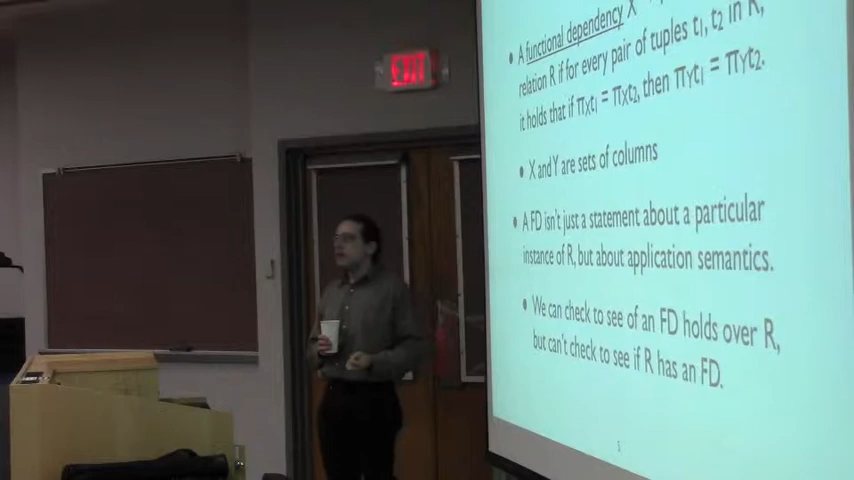 EXIT
• A functional dependency X
relation R if for every pair of tuples t1, t2 in R,
it holds that if πXt1 = πXt2, then πYt1 = πYt2.
• X and Y are sets of columns
• A FD isn't just a statement about a particular
instance of R, but about application semantics.
• We can check to see of an FD holds over R,
but can't check to see if R has an FD.
5